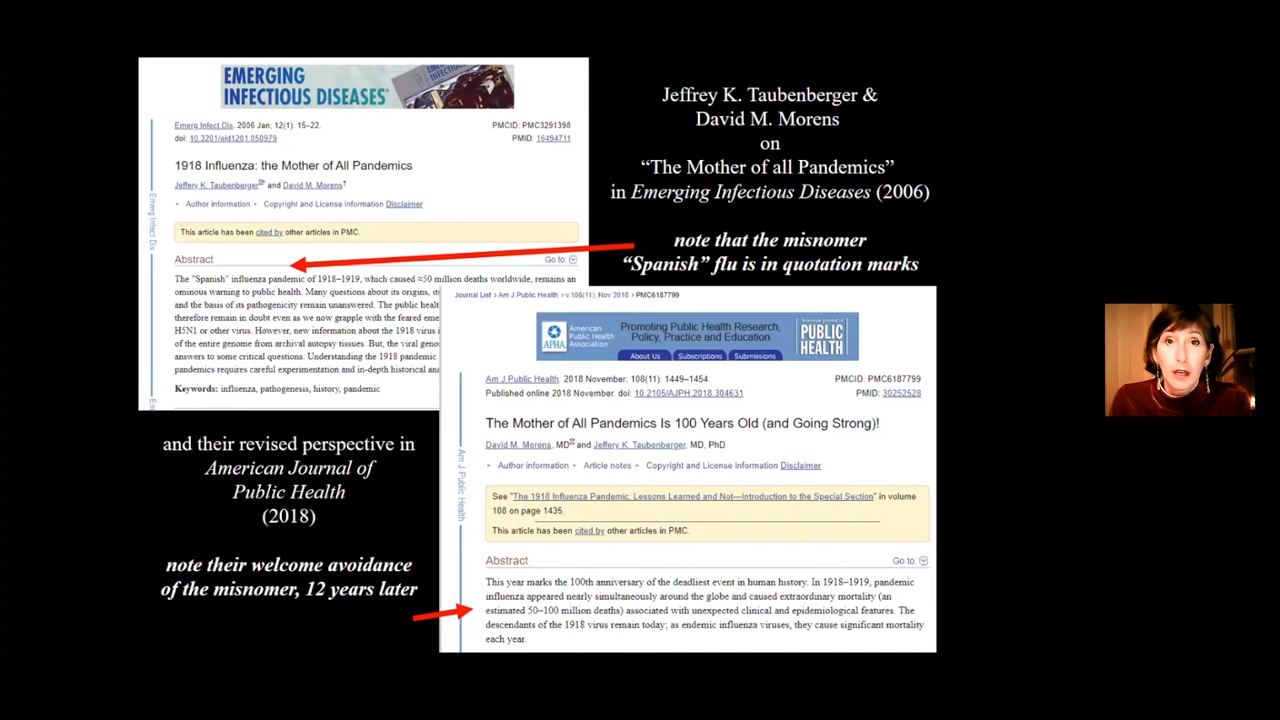 EMERGING
INFECTIOUS DISEASES
Emerg Infect Dis. 2006 Jan; 12(1): 15–22.
PMCID: PMC3291398
doi: 10.3201/eid1201.050979
PMID: 16494711
1918 Influenza: the Mother of All Pandemics
Jeffery K. Taubenberger and David M. Morens†
Author information
Copyright and License information Disclaimer
This article has been cited by other articles in PMC.
Abstract
Go to:
The "Spanish" influenza pandemic of 1918–1919, which caused ≈50 million deaths worldwide, remains an
ominous warning to public health. Many questions about its origins, its
and the basis of its pathogenicity remain unanswered. The public healt
therefore remain in doubt even as we now grapple with the feared eme
H5N1 or other virus. However, new information about the 1918 virus i
of the entire genome from archival autopsy tissues. But, the viral geno
answers to some critical questions. Understanding the 1918 pandemic
pandemics requires careful experimentation and in-depth historical ana
Keywords: influenza, pathogenesis, history, pandemic
Emerg Infect Dis
Em
Jeffrey K. Taubenberger &
David M. Morens
on
“The Mother of all Pandemics”
in Emerging Infectious Diseases (2006)
note that the misnomer
“Spanish” flu is in quotation marks
and their revised perspective in
American Journal of
Public Health
(2018)
note their welcome avoidance
of the misnomer, 12 years later
Journal List > Am J Public Health > v.108(11); Nov 2018 > PMC6187799
APHA
American
Public Health
Association
Promoting Public Health Research,
Policy, Practice and Education
About Us
Subscriptions
Submissions
PUBLIC
HEALTH
Am J Public Health. 2018 November; 108(11): 1449–1454.
PMCID: PMC6187799
Published online 2018 November. doi: 10.2105/AJPH.2018.304631
PMID: 30252528
The Mother of All Pandemics Is 100 Years Old (and Going Strong)!
David M. Morens, MD and Jeffery K. Taubenberger, MD, PhD
Author information
Article notes
Copyright and License information Disclaimer
See "The 1918 Influenza Pandemic: Lessons Learned and Not—Introduction to the Special Section" in volume
108 on page 1435.
This article has been cited by other articles in PMC.
Abstract
Go to:
This year marks the 100th anniversary of the deadliest event in human history. In 1918–1919, pandemic
influenza appeared nearly simultaneously around the globe and caused extraordinary mortality (an
estimated 50–100 million deaths) associated with unexpected clinical and epidemiological features. The
descendants of the 1918 virus remain today; as endemic influenza viruses, they cause significant mortality
each year.
Am J Public Health